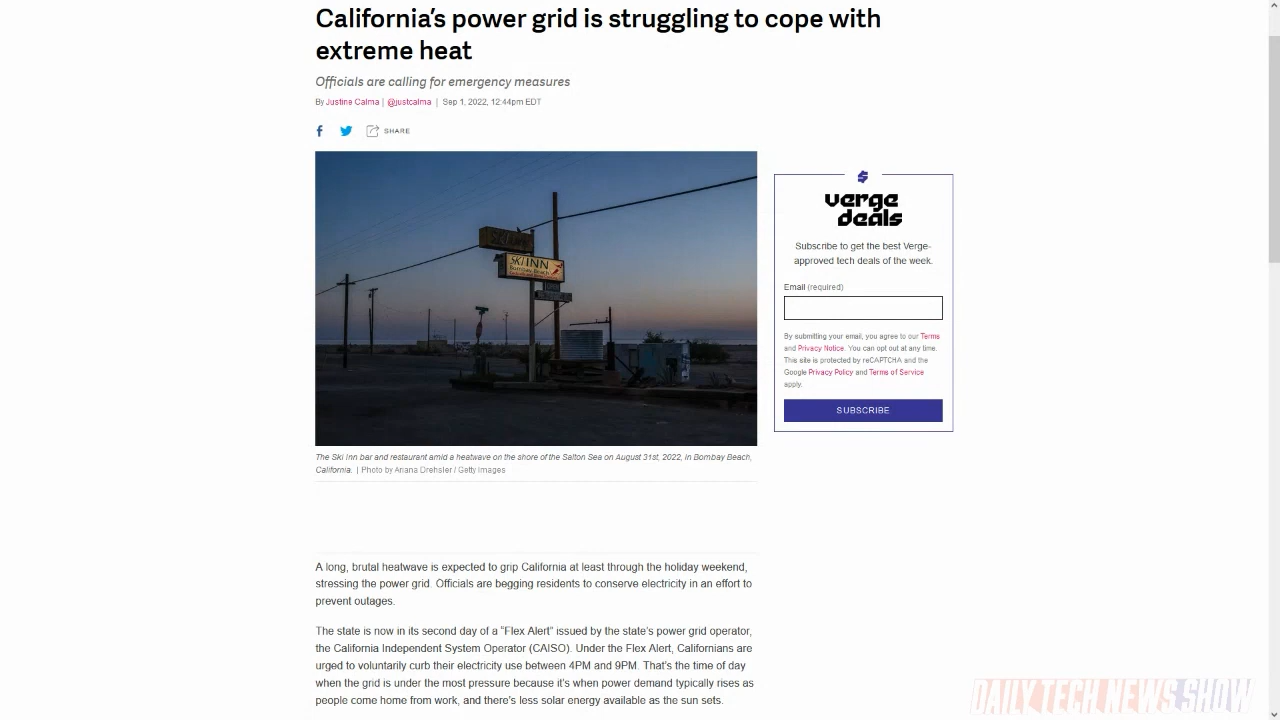 California's power grid is struggling to cope with
extreme heat
Officials are calling for emergency measures
By Justine Calma | @justcalma | Sep 1, 2022, 12:44pm EDT
SHARE
SKI INN
SKI INN
Bombay Beach
The Ski Inn bar and restaurant amid a heatwave on the shore of the Salton Sea on August 31st, 2022, in Bombay Beach,
California. | Photo by Ariana Drehsler / Getty Images
A long, brutal heatwave is expected to grip California at least through the holiday weekend,
stressing the power grid. Officials are begging residents to conserve electricity in an effort to
prevent outages.
The state is now in its second day of a “Flex Alert” issued by the state’s power grid operator,
the California Independent System Operator (CAISO). Under the Flex Alert, Californians are
urged to voluntarily curb their electricity use between 4PM and 9PM. That’s the time of day
when the grid is under the most pressure because it’s when power demand typically rises as
people come home from work, and there’s less solar energy available as the sun sets.
verge
deals
Subscribe to get the best Verge-
approved tech deals of the week.
Email (required)
By submitting your email, you agree to our Terms
and Privacy Notice. You can opt out at any time.
This site is protected by reCAPTCHA and the
Google Privacy Policy and Terms of Service
apply.
SUBSCRIBE
DAILY TECH NEWS SHOW